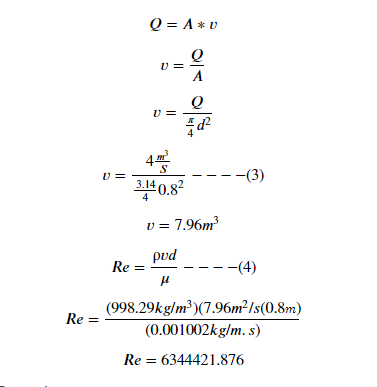 Q = A * υ
υ = Q/A
υ = Q/(π/4 d²)
υ = (4 m³/S)/(3.14/4 0.8²) − − − −(3)
υ = 7.96m³
Re = ρυd/μ − − − −(4)
Re = (998.29kg/m³)(7.96m²/s(0.8m)/(0.001002kg/m. s)
Re = 6344421.876